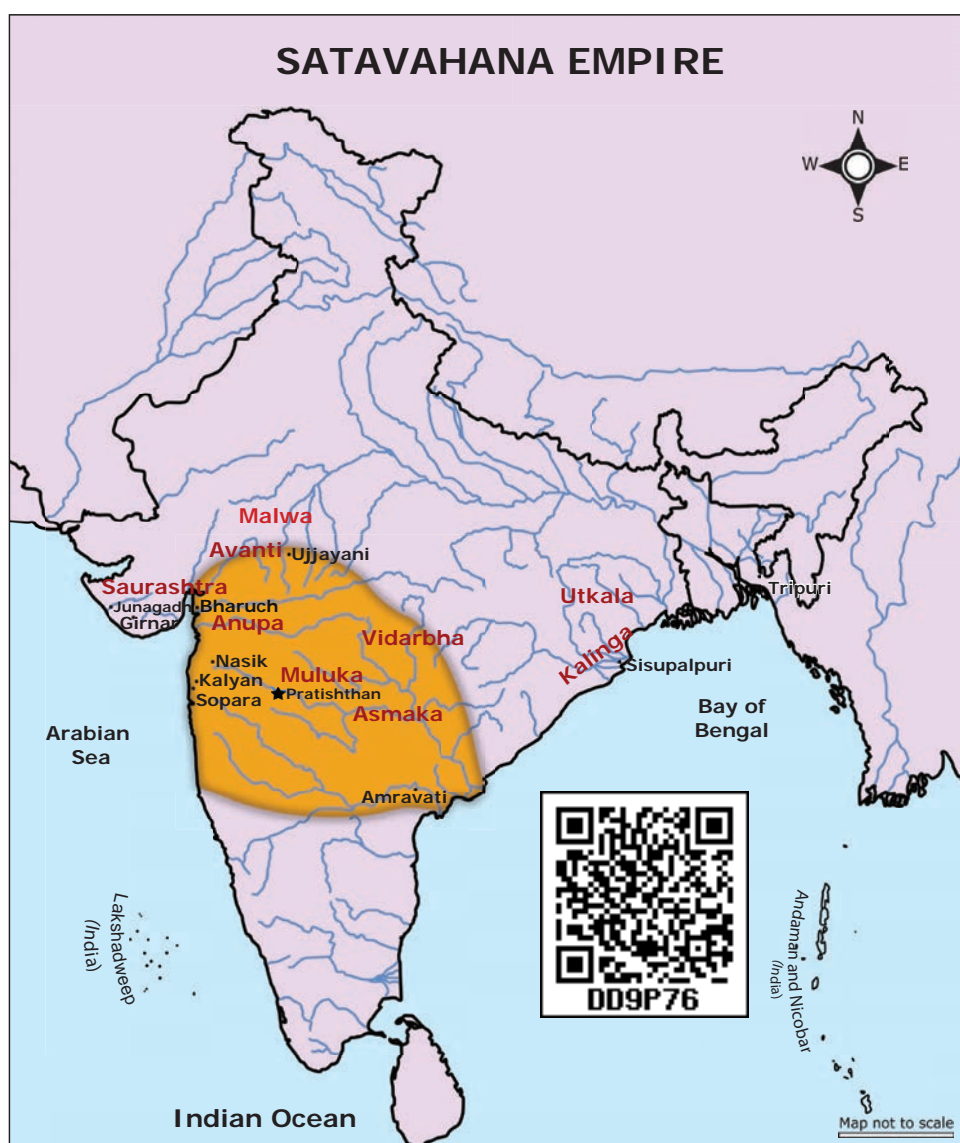 SATAVAHANA EMPIRE
N
W
E
S
Malwa
Avanti
Ujjayani
Saurashtra
Junagadh
Bharuch
Girnar
Anupa
Vidarbha
Utkala
Kalinga
Tripuri
Nasik
Kalyan
Sopara
Muluka
Pratishthan
Asmaka
Sisupalpuri
Arabian
Sea
Bay of
Bengal
Amravati
DD9P76
Lakshadweep
(India)
Andaman and Nicobar
(India)
Indian Ocean
Map not to scale